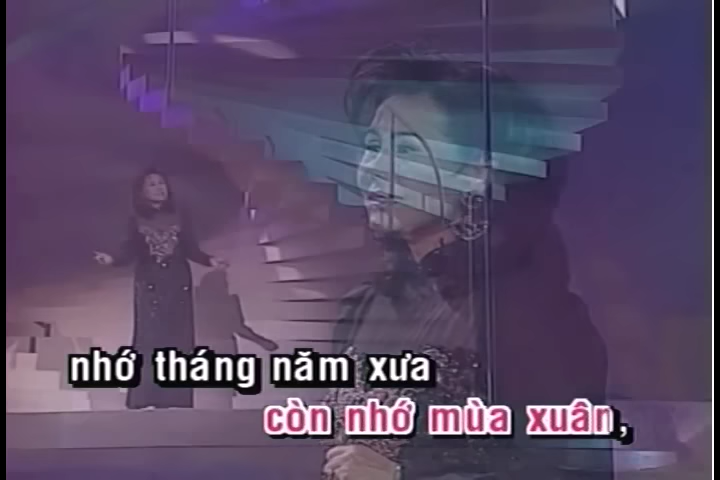 nhớ tháng năm xưa
còn nhớ mùa xuân,